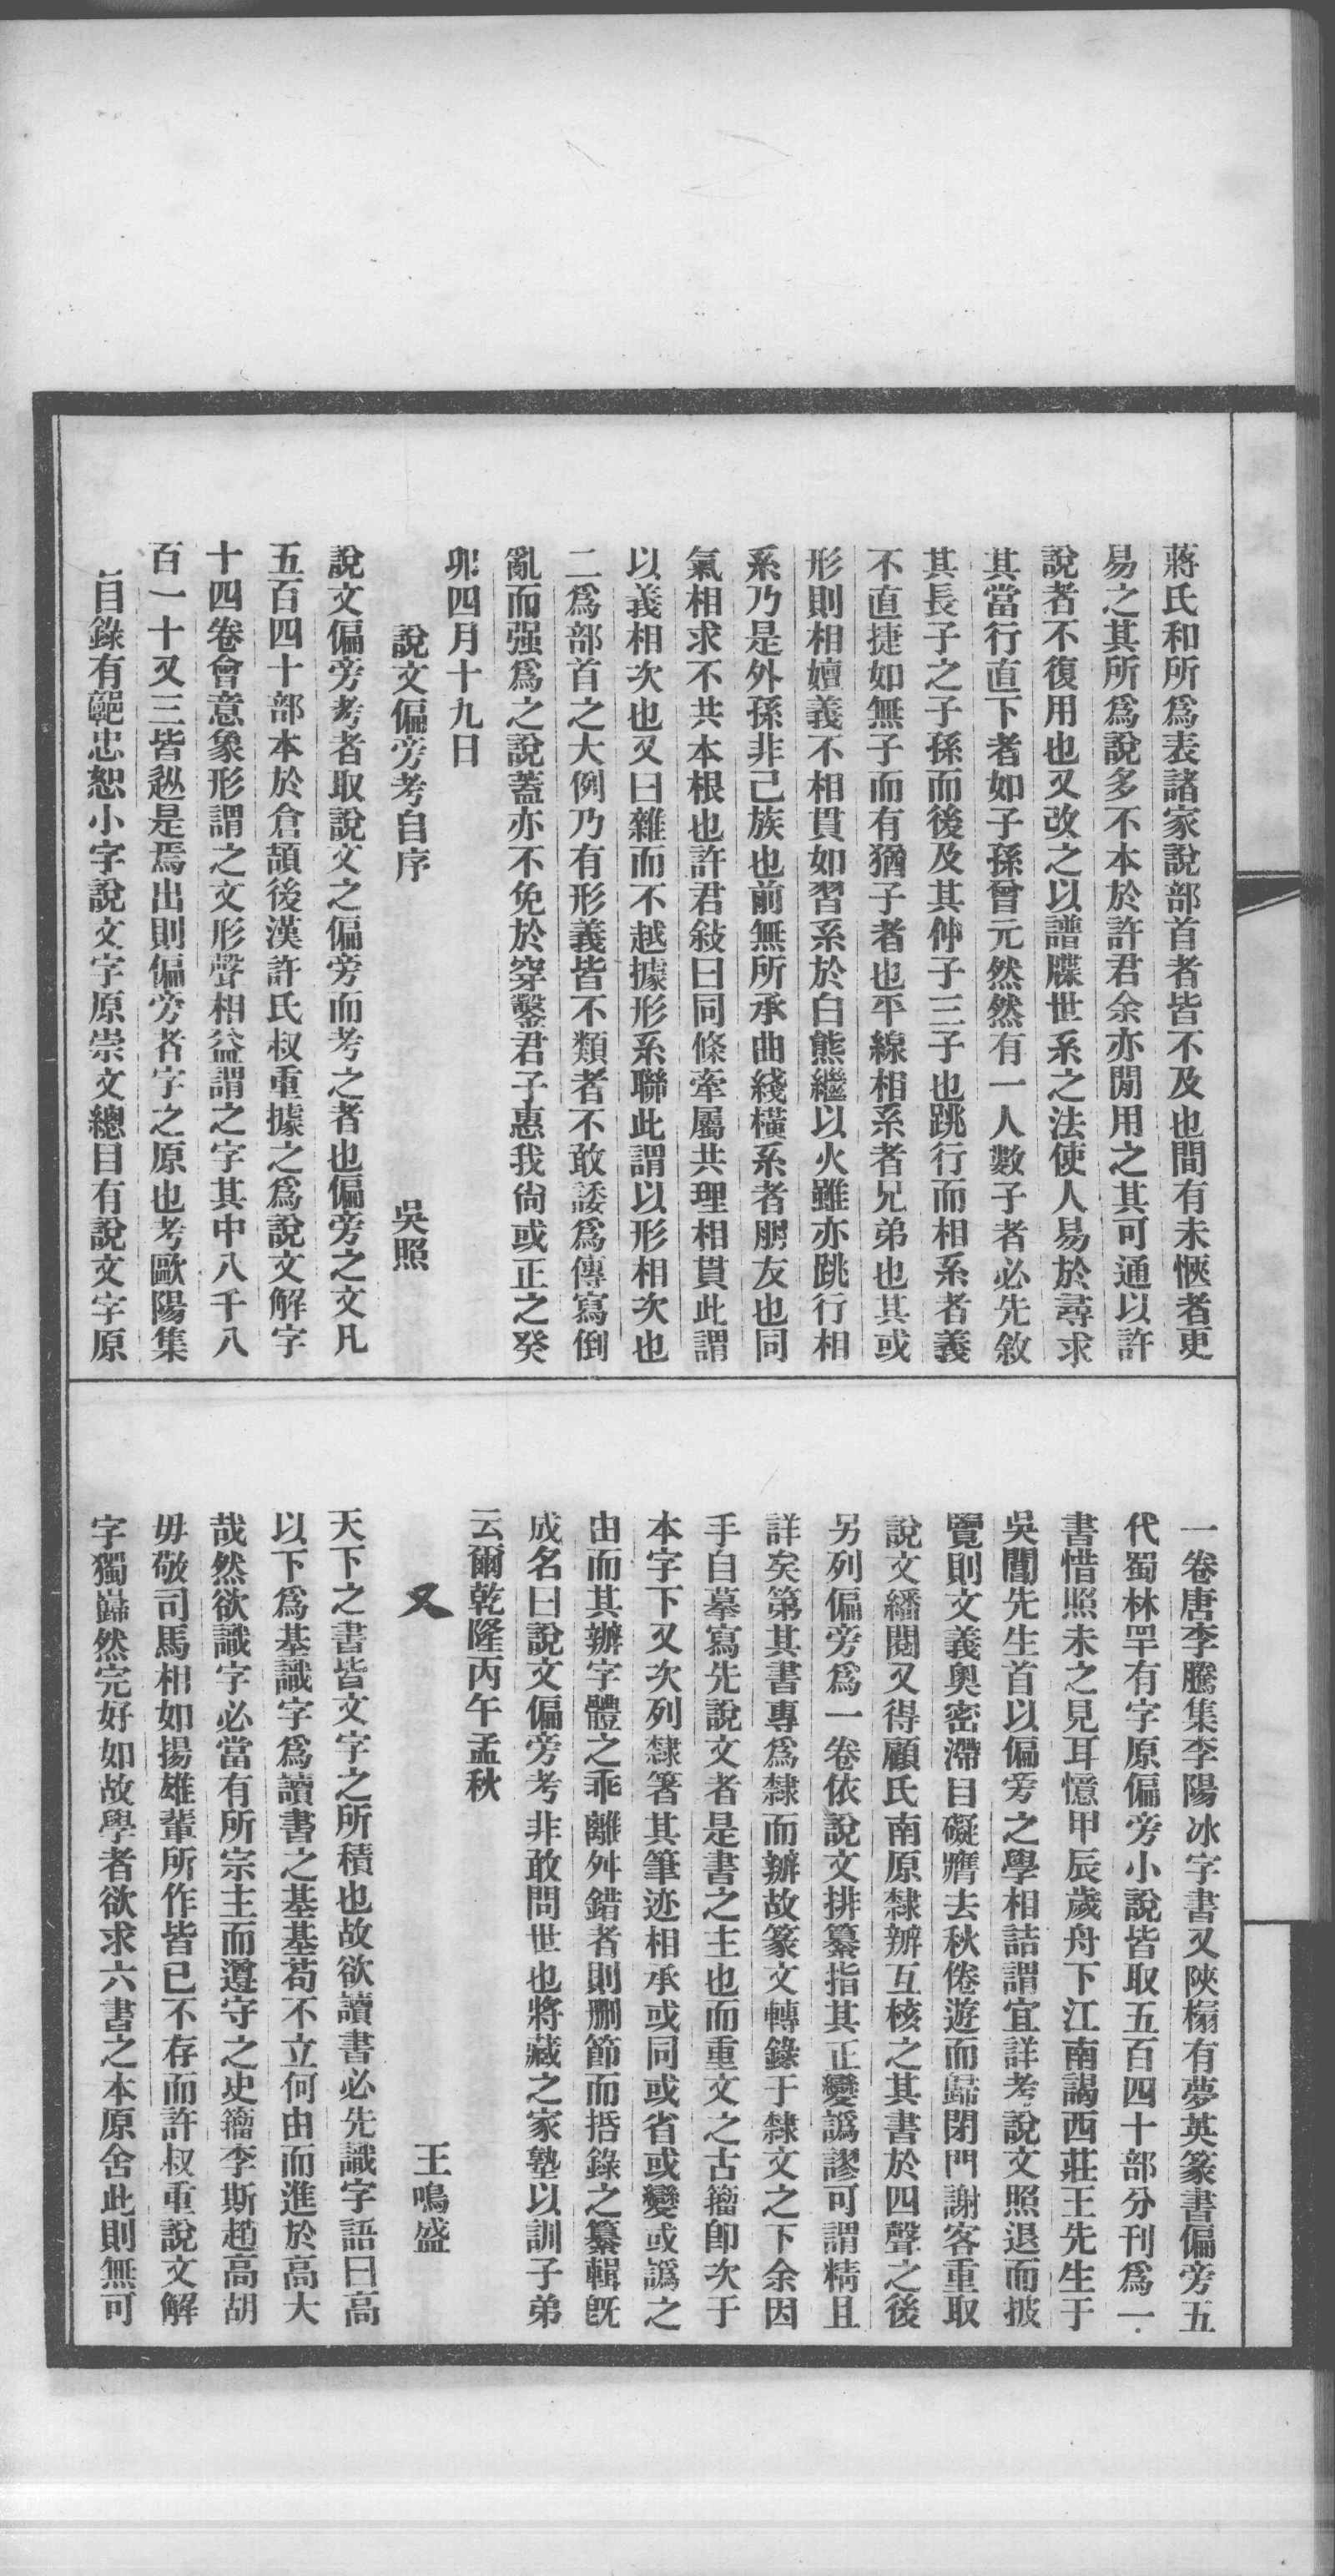 蔣氏和所爲表諸家說部首者皆不及也間有未愜者更
易之其所爲說多不本於許君余亦閒用之其可通以許
說者不復用也又改之以譜牒世系之法使人易於尋求
其當行直下者如子孫曾元然然有一人數子者必先敘
其長子之子孫而後及其仲子三子也跳行而相系者義
不直捷如無子而有猶子者也平線相系者兄弟也其或
形則相嬗義不相貫如習系於白熊繼以火雖亦跳行相
系乃是外孫非己族也前無所承曲綫橫系者朋友也同
氣相求不共本根也許君敍曰同條牽屬共理相貫此謂
以義相次也又曰雜而不越據形系聯此謂以形相次也
二爲部首之大例乃有形義皆不類者不敢諉爲傳寫倒
亂而强爲之說蓋亦不免於穿鑿君子惠我尙或正之癸
卯四月十九日
說文偏旁考自序　吳照
說文偏旁考者取說文之偏旁而考之者也偏旁之文凡
五百四十部本於倉頡後漢許氏叔重據之爲說文解字
十四卷會意象形謂之文形聲相益謂之字其中八千八
百一十又三皆趂是焉出則偏旁者字之原也考歐陽集
目錄有郭忠恕小字說文字原崇文總目有說文字原
一卷唐李騰集李陽冰字書又陝榻有夢英篆書偏旁五
代蜀林罕有字原偏旁小說皆取五百四十部分刊爲一
書惜照未之見耳憶甲辰歲舟下江南謁西莊王先生于
吳閶先生首以偏旁之學相詰謂宜詳考說文照退而披
覽則文義奧密滯目礙膺去秋倦遊而歸閉門謝客重取
說文繙閱又得顧氏南原隸辦互核之其書於四聲之後
另列偏旁爲一卷依說文排纂指其正變譌謬可謂精且
詳矣第其書專爲隸而辦故篆文轉錄于隸文之下余因
手自摹寫先說文者是書之主也而重文之古籀卽次于
本字下又次列隸箸其筆迹相承或同或省或變或譌之
由而其辦字體之乖離舛錯者則刪節而捂錄之纂輯旣
成名曰說文偏旁考非敢問世也將藏之家塾以訓子弟
云爾乾隆丙午孟秋
又　王鳴盛
天下之書皆文字之所積也故欲讀書必先識字語曰高
以下爲基識字爲讀書之基基苟不立何由而進於高大
哉然欲識字必當有所宗主而遵守之史籀李斯趙高胡
毋敬司馬相如揚雄輩所作皆已不存而許叔重說文解
字獨巋然完好如故學者欲求六書之本原舍此則無可